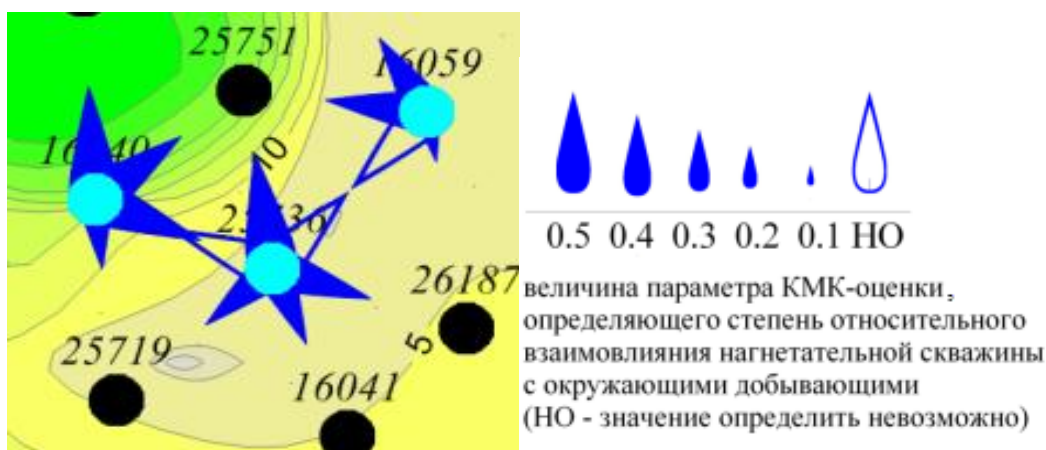 25751
16059
10
26187
5
25719
16041
0.5 0.4 0.3 0.2 0.1 НО
величина параметра КМК-оценки,
определяющего степень относительного
взаимовлияния нагнетательной скважины
с окружающими добывающими
(НО - значение определить невозможно)